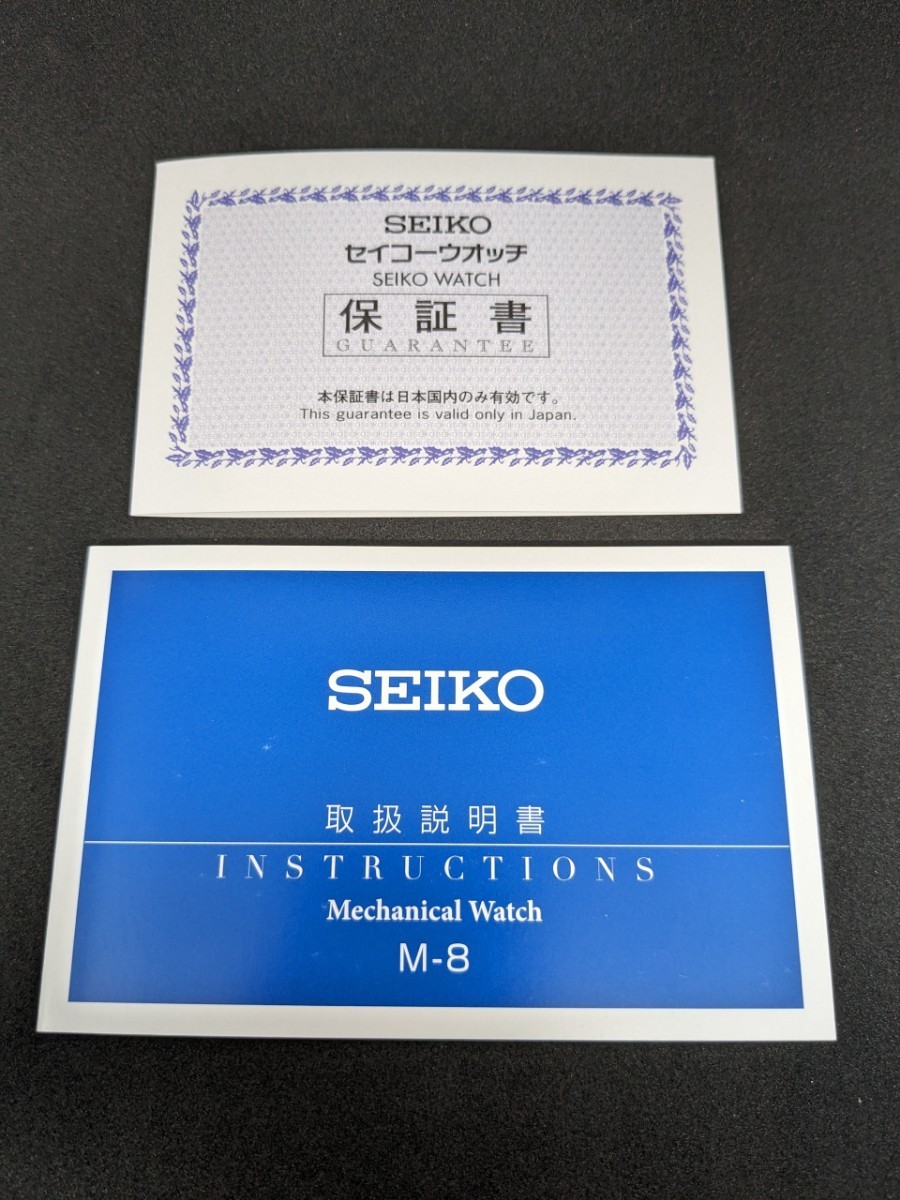 SEIKO
セイコーウオッチ
SEIKO WATCH
保証書
GUARANTEE
本保証書は日本国内のみ有効です。
This guarantee is valid only in Japan.
SEIKO
取扱説明書
INSTRUCTIONS
Mechanical Watch
M-8